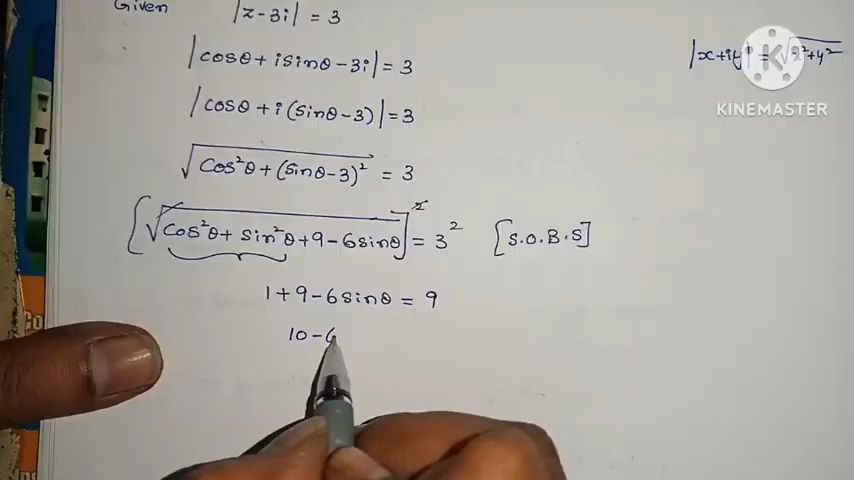 Given |z-3i| = 3
|cosθ + isinθ-3i| = 3
|x+iy| = √x²+y²
KINEMASTER
|cosθ + i(sinθ-3)| = 3
√cos²θ + (sinθ-3)² = 3
[√cos²θ + sin²θ + 9-6sinθ]² = 3² [S.O.B.S]
1+9-6sinθ = 9
10-6